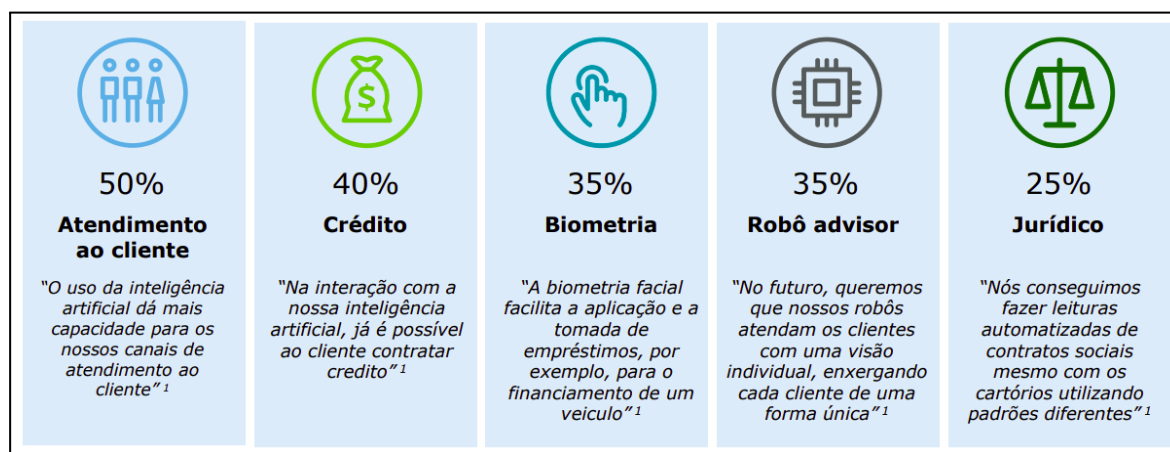 50%
Atendimento
ao cliente
“O uso da inteligência
artificial dá mais
capacidade para os
nossos canais de
atendimento ao
cliente” 1
$
40%
Crédito
“Na interação com a
nossa inteligência
artificial, já é possível
ao cliente contratar
credito” 1
35%
Biometria
“A biometria facial
facilita a aplicação e a
tomada de
empréstimos, por
exemplo, para o
financiamento de um
veiculo” 1
35%
Robô advisor
“No futuro, queremos
que nossos robôs
atendam os clientes
com uma visão
individual, enxergando
cada cliente de uma
forma única” 1
25%
Jurídico
“Nós conseguimos
fazer leituras
automatizadas de
contratos sociais
mesmo com os
cartórios utilizando
padrões diferentes” 1